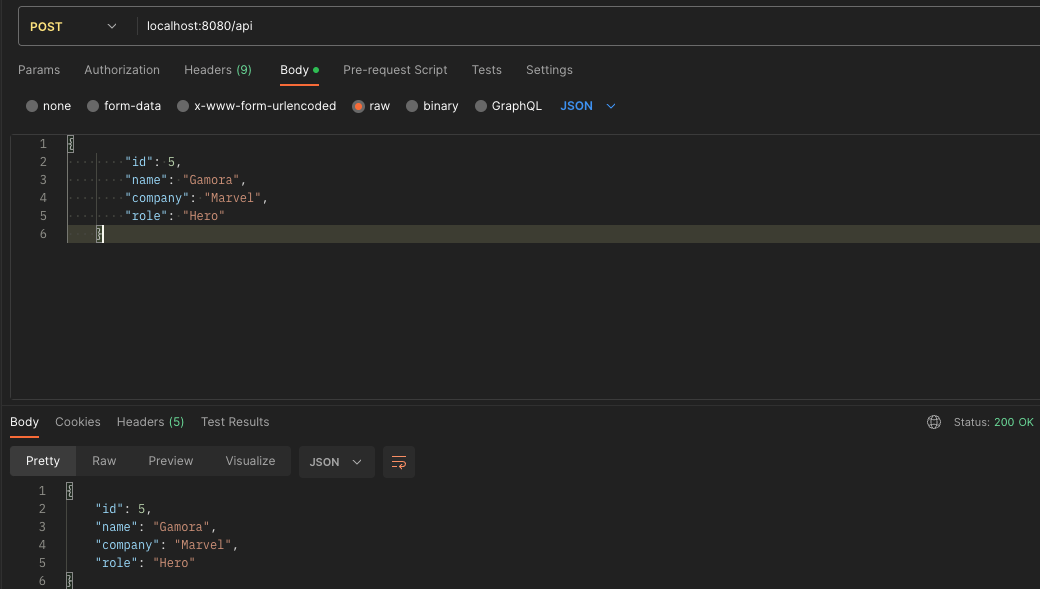 POST localhost:8080/api
Params Authorization Headers (9) Body Pre-request Script Tests Settings
none form-data x-www-form-urlencoded raw binary GraphQL JSON
1 {
2 "id": 5,
3 "name": "Gamora",
4 "company": "Marvel",
5 "role": "Hero"
6 }
Body Cookies Headers (5) Test Results Status: 200 OK
Pretty Raw Preview Visualize JSON
1 {
2 "id": 5,
3 "name": "Gamora",
4 "company": "Marvel",
5 "role": "Hero"
6 }